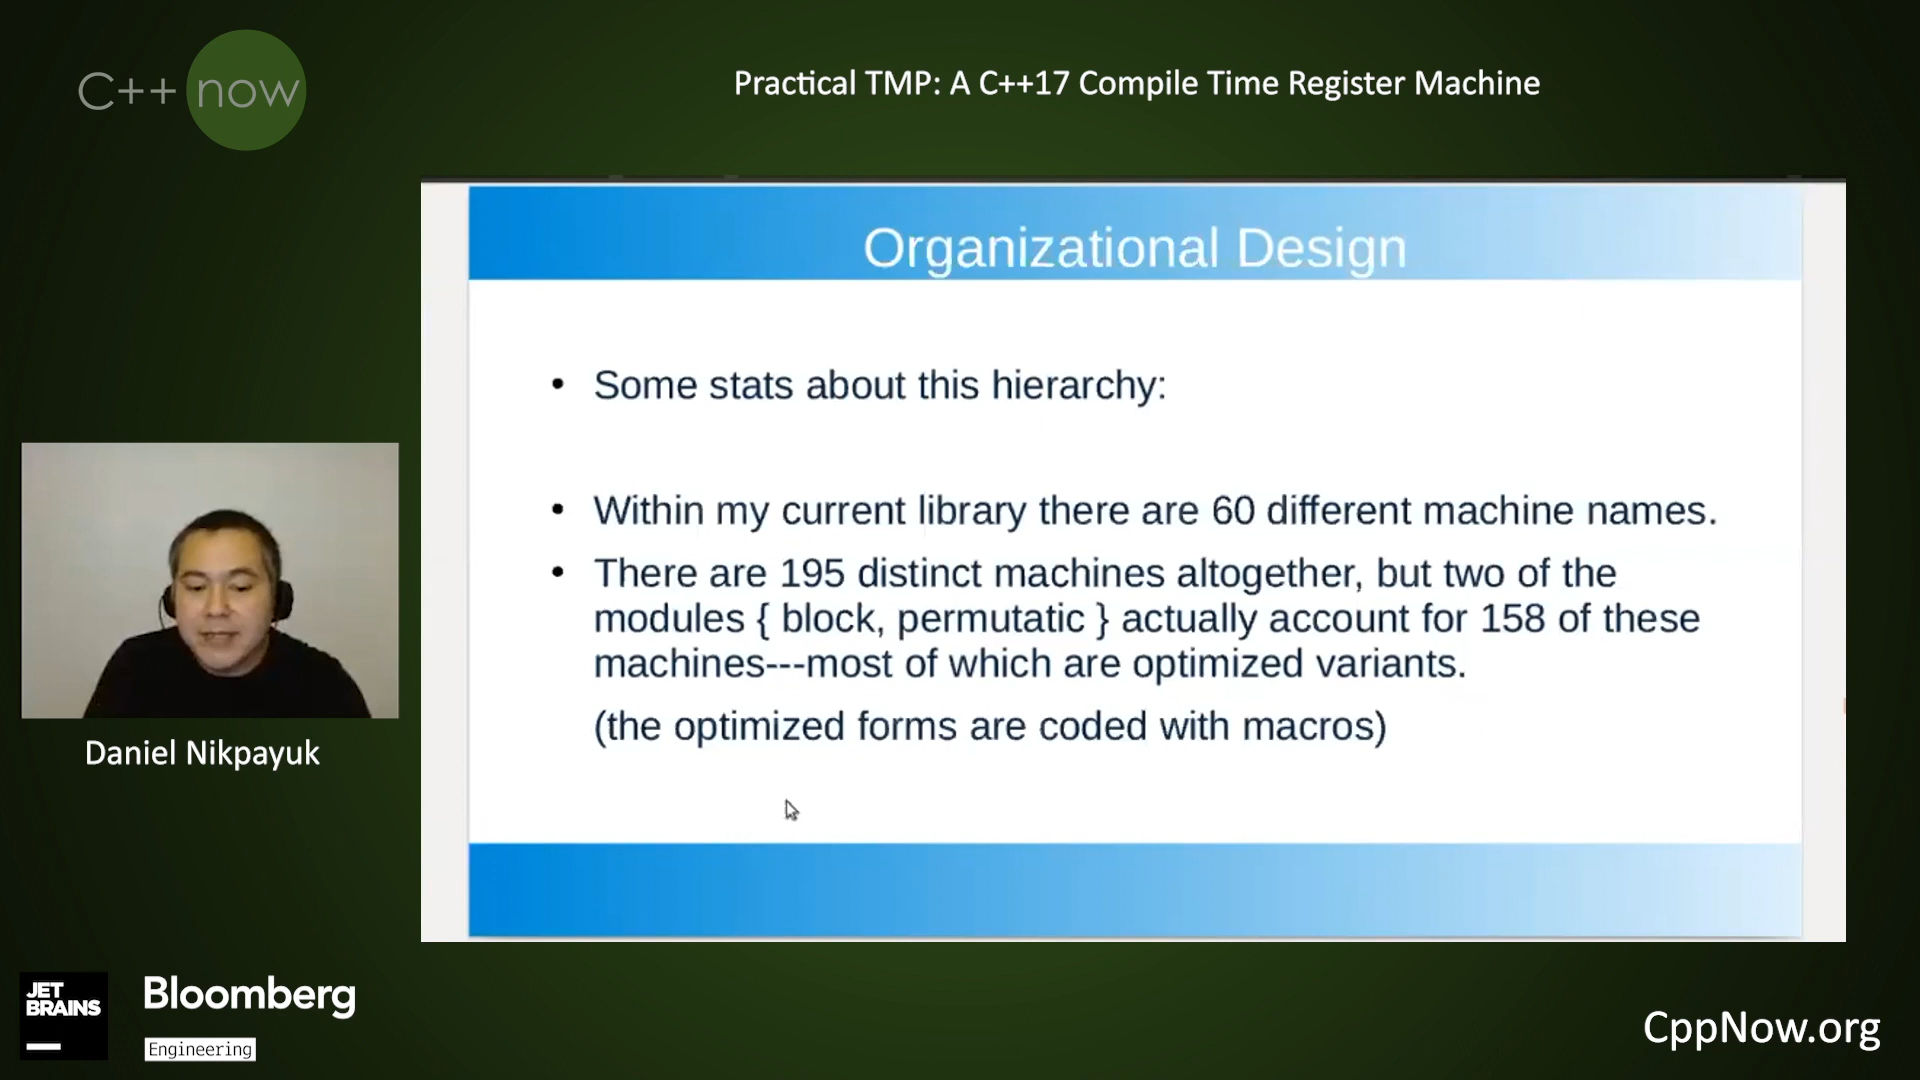 C++ now
Practical TMP: A C++17 Compile Time Register Machine
Organizational Design
• Some stats about this hierarchy:
• Within my current library there are 60 different machine names.
• There are 195 distinct machines altogether, but two of the
modules { block, permutatic } actually account for 158 of these
machines---most of which are optimized variants.
(the optimized forms are coded with macros)
Daniel Nikpayuk
JET
BRAINS
Bloomberg
Engineering
CppNow.org